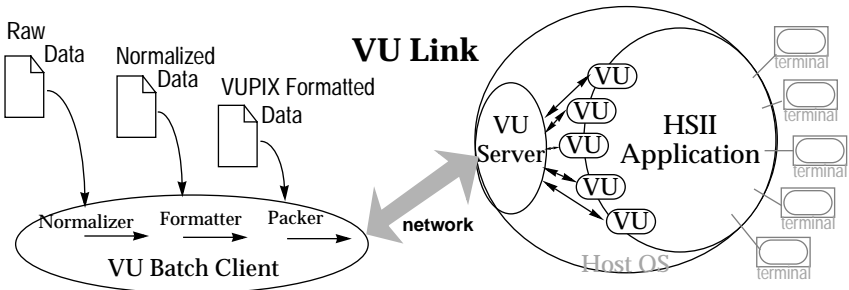 Raw
Data
Normalized
Data
VUPIX Formatted
Data
VU Link
Normalizer
Formatter
Packer
VU Batch Client
network
VU
Server
VU
VU
VU
VU
VU
HSII
Application
Host OS
terminal
terminal
terminal
terminal
terminal